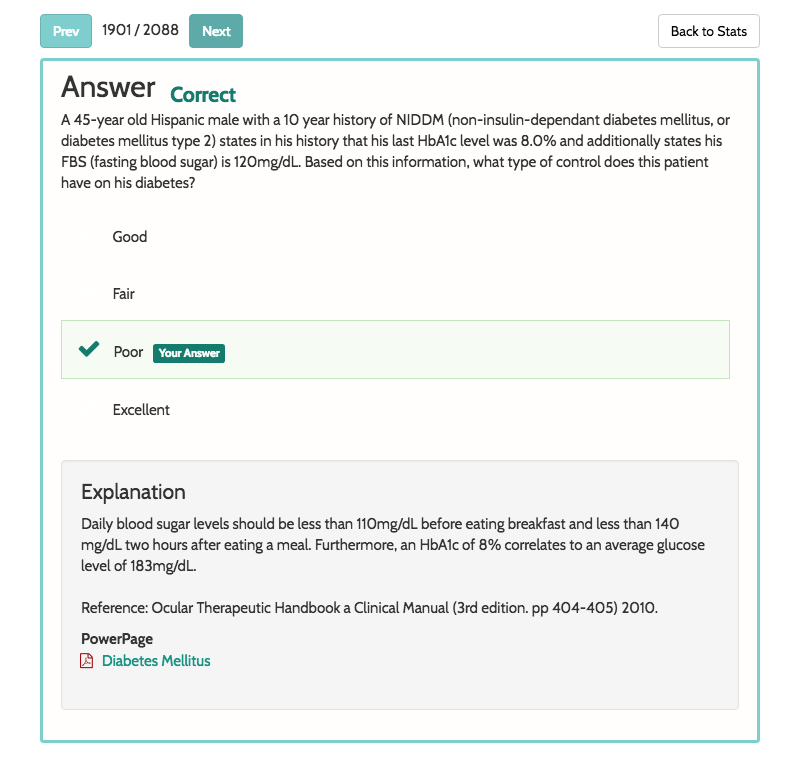 Prev 1901 / 2088 Next Back to Stats
Answer Correct
A 45-year old Hispanic male with a 10 year history of NIDDM (non-insulin-dependant diabetes mellitus, or
diabetes mellitus type 2) states in his history that his last HbA1c level was 8.0% and additionally states his
FBS (fasting blood sugar) is 120mg/dL. Based on this information, what type of control does this patient
have on his diabetes?
Good
Fair
Poor Your Answer
Excellent
Explanation
Daily blood sugar levels should be less than 110mg/dL before eating breakfast and less than 140
mg/dL two hours after eating a meal. Furthermore, an HbA1c of 8% correlates to an average glucose
level of 183mg/dL.
Reference: Ocular Therapeutic Handbook a Clinical Manual (3rd edition. pp 404-405) 2010.
PowerPage
Diabetes Mellitus